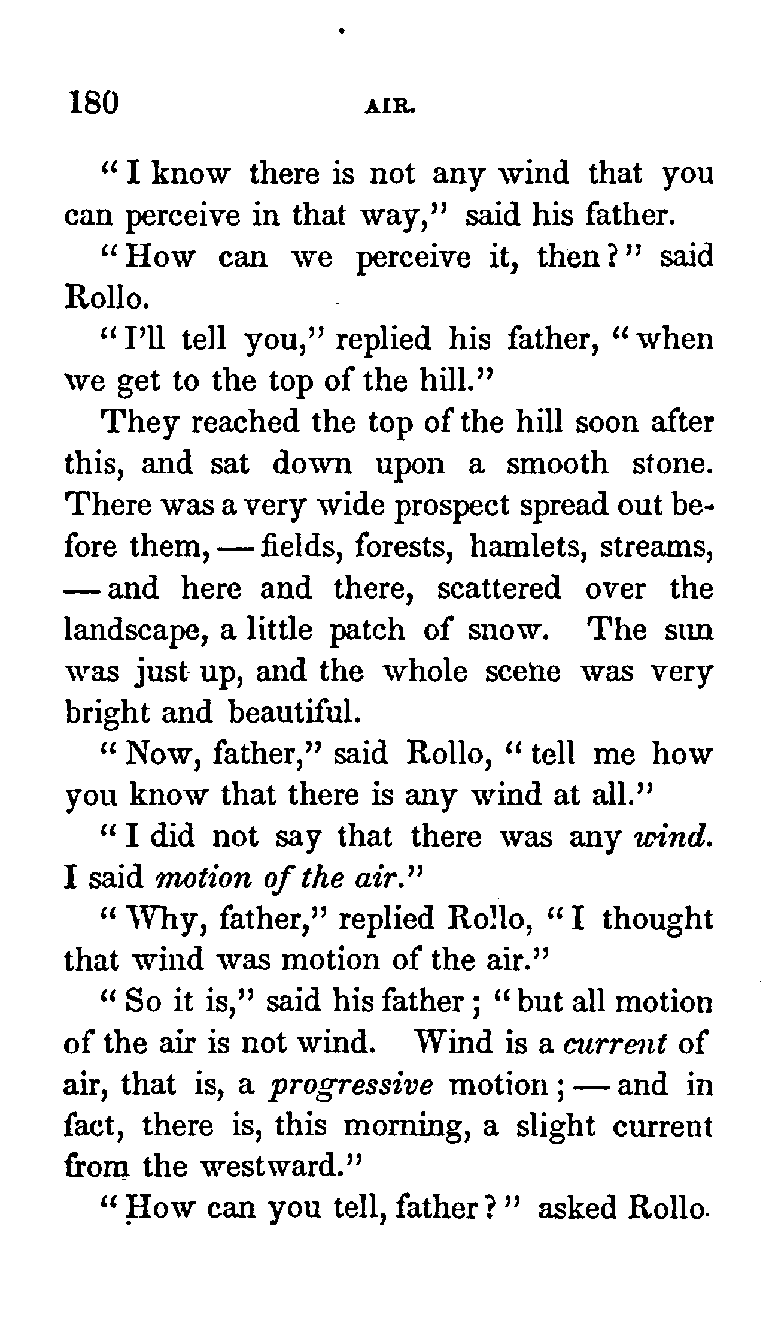 180 AIR.
“I know there is not any wind that you
can perceive in that way,” said his father.
“How can we perceive it, then?” said
Rollo.
“I’ll tell you,” replied his father, “when
we get to the top of the hill.”
They reached the top of the hill soon after
this, and sat down upon a smooth stone.
There was a very wide prospect spread out be-
fore them, — fields, forests, hamlets, streams,
— and here and there, scattered over the
landscape, a little patch of snow. The sun
was just up, and the whole scene was very
bright and beautiful.
“Now, father,” said Rollo, “tell me how
you know that there is any wind at all.”
“I did not say that there was any wind.
I said motion of the air.”
“Why, father,” replied Rollo, “I thought
that wind was motion of the air.”
“So it is,” said his father; “but all motion
of the air is not wind. Wind is a current of
air, that is, a progressive motion; — and in
fact, there is, this morning, a slight current
from the westward.”
“How can you tell, father?” asked Rollo.